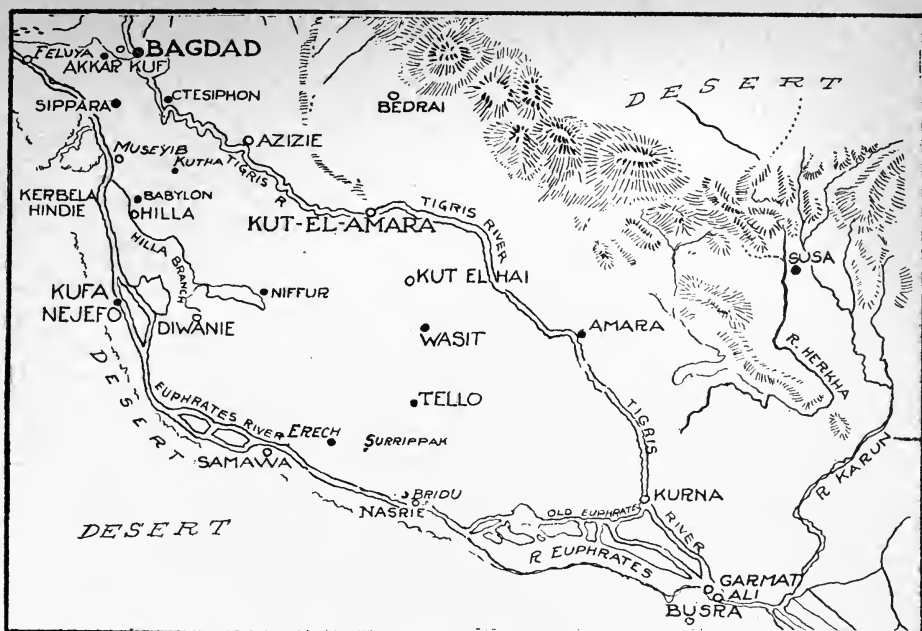 FELUYA
BAGDAD
AKKAR KUF
CTESIPHON
SIPPARA
BEDRAI
DESERT
AZIZIE
MUSEYIB
KUTHA
TIGRIS
R
KERBELA
HINDIE
BABYLON
HILLA
KUT-EL-AMARA
TIGRIS RIVER
HILLA BRANCH
NIFFUR
KUT EL HAI
SUSA
KUFA
NEJEF
DIWANIE
WASIT
AMARA
R. HERKHA
DESERT
EUPHRATES RIVER
ERECH
TELLO
SURRIPPAK
SAMAWA
TIGRIS
RIVER
R KARUN
BRIDU
NASRIE
KURNA
OLD EUPHRATE
DESERT
R EUPHRATES
GARMAT
ALI
BUSRA